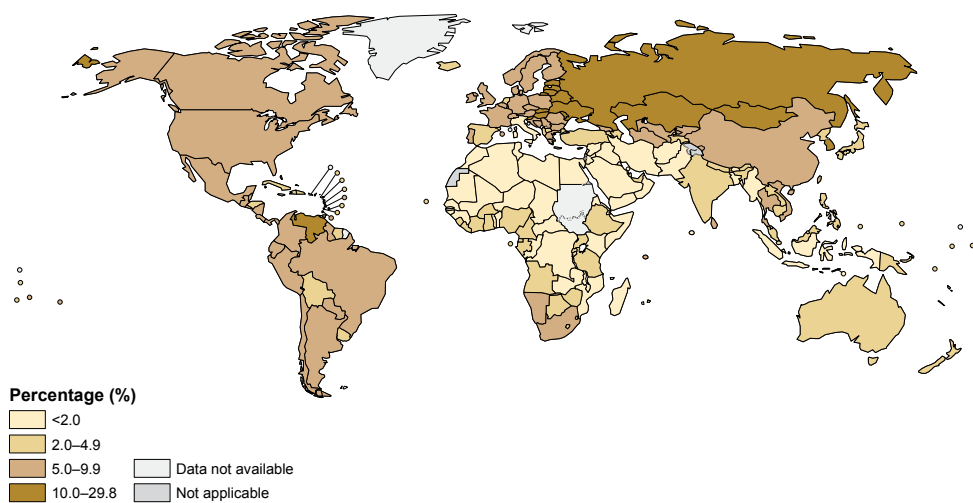 Percentage (%)
<2.0
2.0–4.9
5.0–9.9
10.0–29.8
Data not available
Not applicable